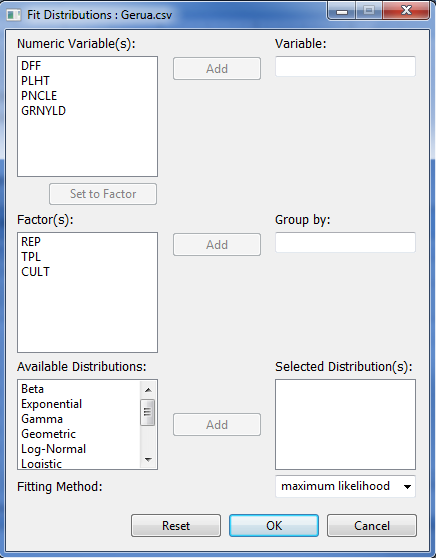 Fit Distributions : Gerua.csv
Numeric Variable(s):
Variable:
DFF
PLHT
PNCLE
GRNYLD
Add
Set to Factor
Factor(s):
Group by:
REP
TPL
CULT
Add
Available Distributions:
Selected Distribution(s):
Beta
Exponential
Gamma
Geometric
Log-Normal
Logistic
Add
Fitting Method:
maximum likelihood
Reset
OK
Cancel